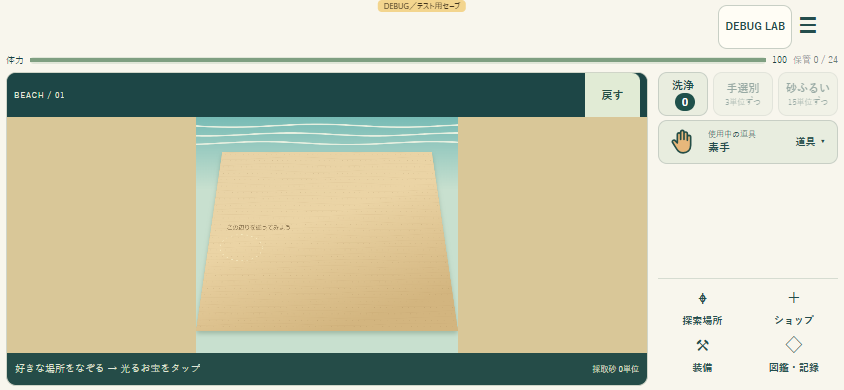 DEBUG／テスト用セーブ
DEBUG LAB
体力
100 保管 0 / 24
BEACH / 01
戻す
洗浄
0
手選別
3単位ずつ
砂ふるい
15単位ずつ
使用中の道具
素手
道具
この辺りを掘ってみよう
探索場所
ショップ
装備
図鑑・記録
好きな場所をなぞる → 光るお宝をタップ
採取砂 0単位